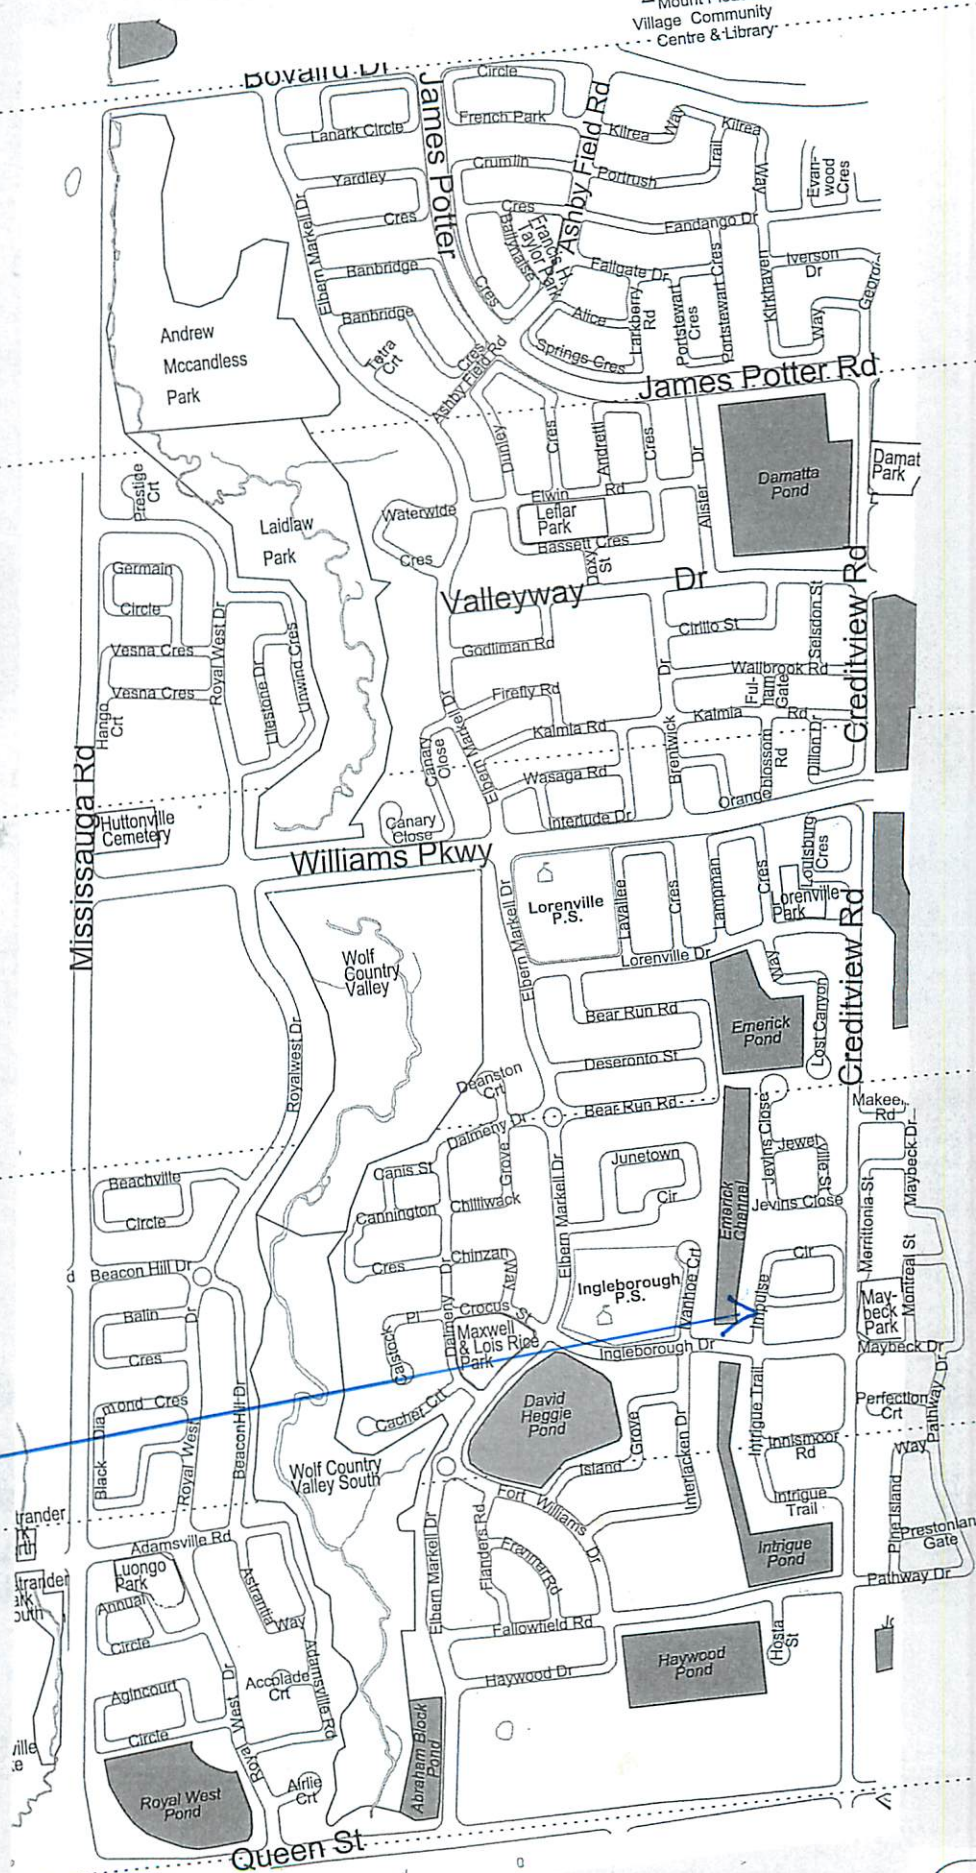 Village Community
Centre & Library
Bovaird Dr
James Potter
Circle
Ashby Field Rd
French Park
Lanark Circle
Kilrea
Way
Kilrea
Way
Trail
Crumlin
Portrush
Evan-
wood
Cres
Yardley
Cres
Cres
Fandango Dr
Elbern Markell Dr
Francis H.
Taylor Park
Ballynaise
Cres
Fallgate Dr
Iverson
Dr
Kirkhaven
Way
Banbridge
Banbridge
Cres
Alice
Springs Cres
Larkberry
Rd
Portstewart
Cres
Portstewart Cres
Andrew
Mccandless
Park
Tetra
Crt
Ashby Field Rd
James Potter Rd
Dunley
Cres
Andretti
Cres
Dr
Alister
Damatta
Pond
Damat
Park
Prestige
Crt
Laidlaw
Park
Waterwide
Cres
Elwin
Rd
Leflar
Park
Bassett Cres
Doxy
St
Creditview Rd
Germain
Circle
Valleyway
Dr
Vesna Cres
Vesna Cres
Royal West Dr
Filestone Dr
Unwind Cres
Hango
Crt
Godliman Rd
Cirillo St
Selsdon St
Wallbrook Rd
Ful-
ham
Gate
Dr
Brentwick
Firefly Rd
Kalmia Rd
Kalmia
Rd
Elbern Markell Dr
Canary
Close
Wasaga Rd
Orange
blossom
Rd
Dillon Dr
Mississauga Rd
Huttonville
Cemetery
Canary
Close
Interlude Dr
Williams Pkwy
Elbern Markell Dr
Lorenville
P.S.
Lavallee
Cres
Lampman
Cres
Louisburg
Cres
Lorenville
Park
Creditview Rd
Wolf
Country
Valley
Lorenville Dr
Way
Lost Canyon
Royalwest Dr
Bear Run Rd
Emerick
Pond
Deseronto St
Deanston
Crt
Bear Run Rd
Jevins Close
Makee
Rd
Dalmeny Dr
Grove
Junetown
Cir
Jewel
ville St
Jevins Close
Maybeck Dr
Merrittonia St
Beachville
Circle
Canis St
Cannington
Cres
Chilliwack
Elbern Markell Dr
Emerick
Channel
Beacon Hill Dr
Chinzan
Way
Ingleborough
P.S.
Ivanhoe Crt
Cir
Impulse
May-
beck
Park
Montreal St
Balin
Cres
Dr
Pl
Catstock
Dalmeny
Dr
Crocus St
Maxwell
& Lois Rice
Park
Ingleborough Dr
Maybeck Dr
Pathway Dr
Black Diamond Cres
Royal West
Beacon Hill Dr
Cachet Crt
David
Heggie
Pond
Grove
Island
Interlacken Dr
Intrigue Trail
Perfection
Crt
Innismoor
Rd
Way
Wolf Country
Valley South
Fort Williams
Dr
Intrigue
Trail
Pine Island
Prestonian
Gate
Adamsville Rd
Luongo
Park
Annual
Circle
Astrantia
Way
Elbern Markell Dr
Flanders Rd
Frenmar Rd
Intrigue
Pond
Pathway Dr
Agincourt
Circle
Royal West
Dr
Accolade
Crt
Adamsville Rd
Fallowfield Rd
Haywood Dr
Haywood
Pond
Hosta
St
Abraham Block
Pond
Royal West
Pond
Airlie
Crt
Queen St